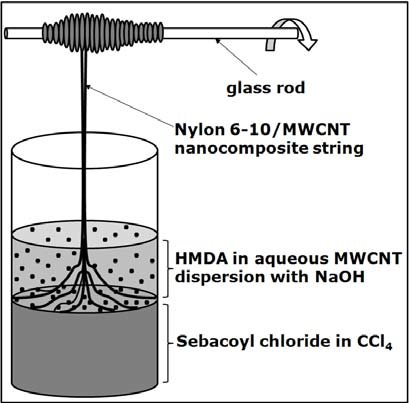 glass rod
Nylon 6-10/MWCNT
nanocomposite string
HMDA in aqueous MWCNT
dispersion with NaOH
Sebacoyl chloride in CCl₄